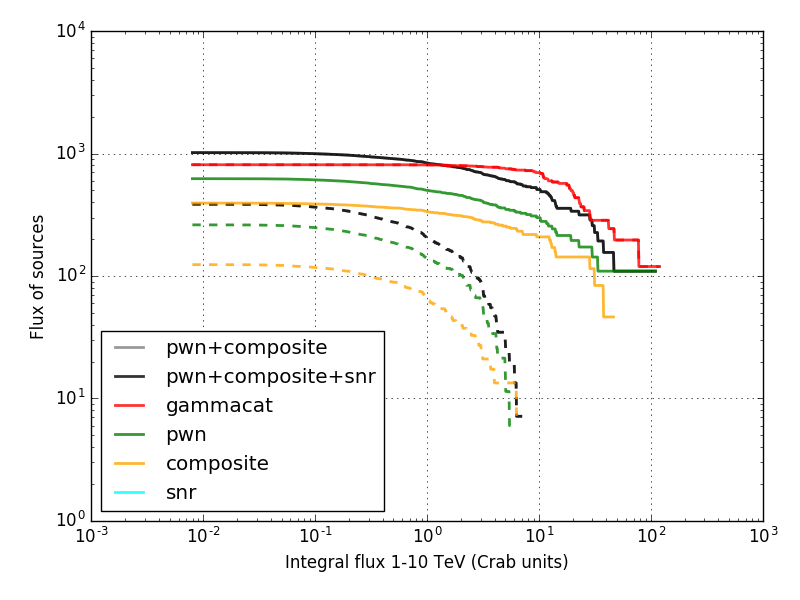 10^4
10^3
10^2
10^1
10^0
Flux of sources
pwn+composite
pwn+composite+snr
gammacat
pwn
composite
snr
10^-3 10^-2 10^-1 10^0 10^1 10^2 10^3
Integral flux 1-10 TeV (Crab units)